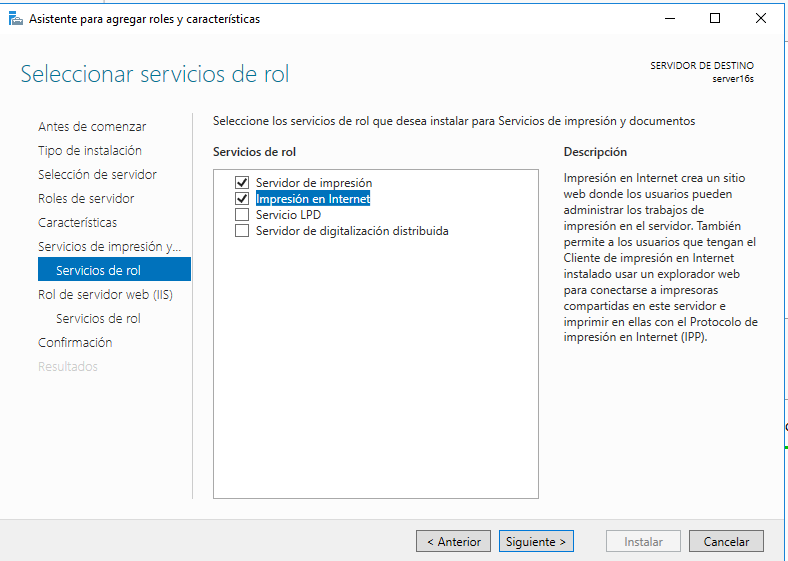 Asistente para agregar roles y características
Seleccionar servicios de rol
SERVIDOR DE DESTINO
server16s
Antes de comenzar
Tipo de instalación
Selección de servidor
Roles de servidor
Características
Servicios de impresión y...
Servicios de rol
Rol de servidor web (IIS)
Servicios de rol
Confirmación
Resultados
Seleccione los servicios de rol que desea instalar para Servicios de impresión y documentos
Servicios de rol
Servidor de impresión
Impresión en Internet
Servicio LPD
Servidor de digitalización distribuida
Descripción
Impresión en Internet crea un sitio
web donde los usuarios pueden
administrar los trabajos de
impresión en el servidor. También
permite a los usuarios que tengan el
Cliente de impresión en Internet
instalado usar un explorador web
para conectarse a impresoras
compartidas en este servidor e
imprimir en ellas con el Protocolo de
impresión en Internet (IPP).
< Anterior
Siguiente >
Instalar
Cancelar